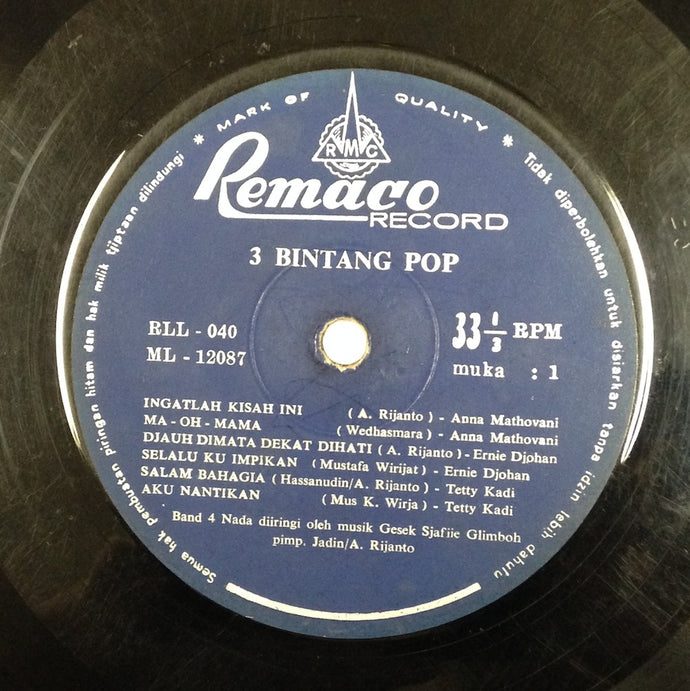 * MARK OF QUALITY *
RMC
Remaco
RECORD
3 BINTANG POP
RLL - 040
ML - 12087
33 1/3 RPM
muka : 1
INGATLAH KISAH INI ( A. Rijanto ) - Anna Mathovani
MA - OH - MAMA ( Wedhasmara ) - Anna Mathovani
DJAUH DIMATA DEKAT DIHATI ( A. Rijanto ) - Ernie Djohan
SELALU KU IMPIKAN ( Mustafa Wirijat ) - Ernie Djohan
SALAM BAHAGIA ( Hassanudin/A. Rijanto ) - Tetty Kadi
AKU NANTIKAN ( Mus K. Wirja ) - Tetty Kadi
Band 4 Nada diiringi oleh musik Gesek Sjafiie Glimboh
pimp. Jadin/A. Rijanto
Semua hak pembuatan piringan hitam dan hak milik tjiptaan dilindungi
Tidak diperbolehkan untuk disiarkan tanpa idzin lebih dahulu